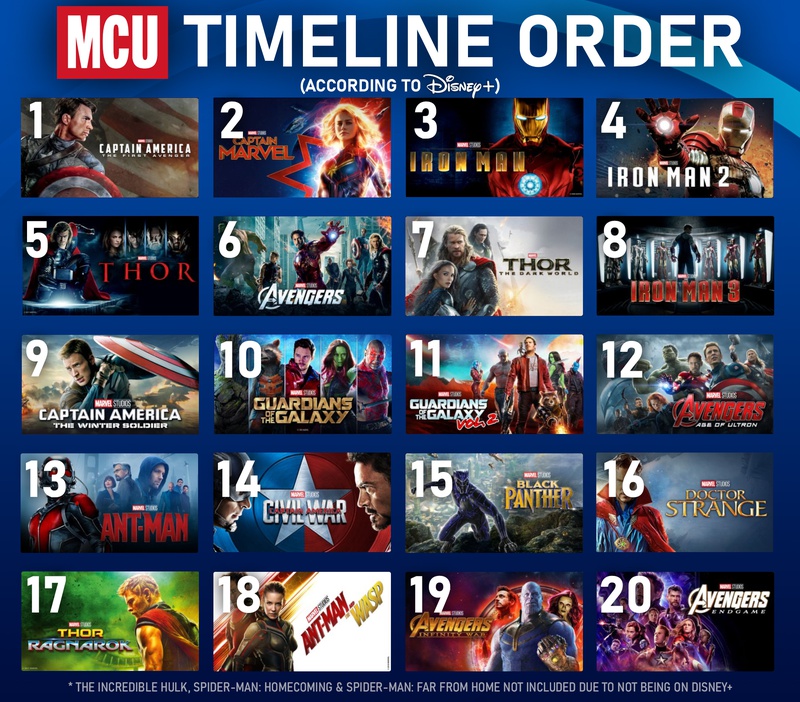 MCU TIMELINE ORDER
(ACCORDING TO Disney+)
1
CAPTAIN AMERICA
THE FIRST AVENGER
2
MARVEL STUDIOS
CAPTAIN
MARVEL
3
MARVEL STUDIOS
IRON MAN
4
IRON MAN 2
5
THOR
6
MARVEL STUDIOS
AVENGERS
7
THOR
THE DARK WORLD
8
IRON MAN 3
9
MARVEL STUDIOS
CAPTAIN AMERICA
THE WINTER SOLDIER
10
MARVEL STUDIOS
GUARDIANS
OF THE GALAXY
11
MARVEL STUDIOS
GUARDIANS
OF THE GALAXY
VOL. 2
12
MARVEL STUDIOS
AVENGERS
AGE OF ULTRON
13
MARVEL STUDIOS
ANT-MAN
14
MARVEL STUDIOS
CAPTAIN AMERICA
CIVIL WAR
15
MARVEL STUDIOS
BLACK
PANTHER
16
MARVEL STUDIOS
DOCTOR
STRANGE
17
MARVEL STUDIOS
THOR
RAGNAROK
18
MARVEL STUDIOS
ANT-MAN
AND THE
WASP
19
MARVEL STUDIOS
AVENGERS
INFINITY WAR
20
MARVEL STUDIOS
AVENGERS
ENDGAME
* THE INCREDIBLE HULK, SPIDER-MAN: HOMECOMING & SPIDER-MAN: FAR FROM HOME NOT INCLUDED DUE TO NOT BEING ON DISNEY+